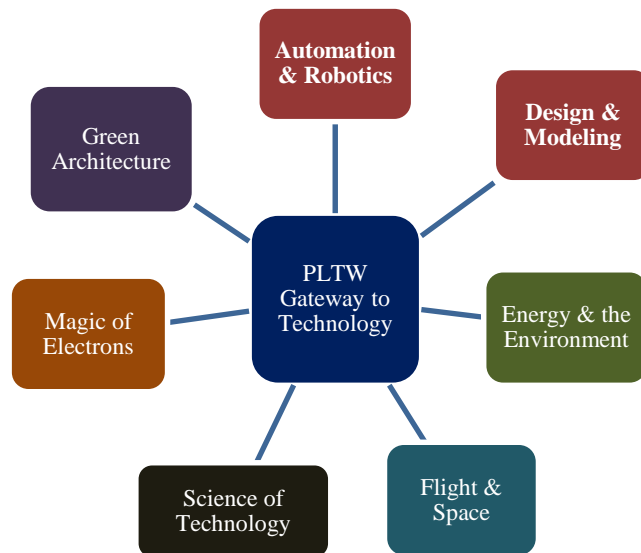 Automation
& Robotics
Design &
Modeling
Green
Architecture
PLTW
Gateway to
Technology
Energy & the
Environment
Magic of
Electrons
Flight &
Space
Science of
Technology